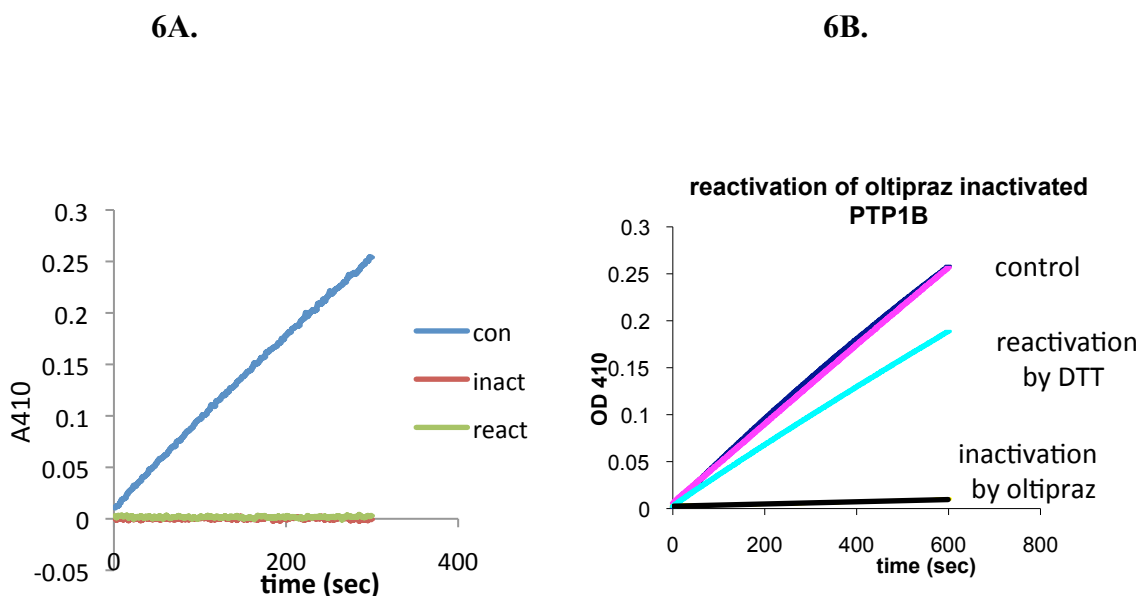 6A.
6B.
0.3
0.25
0.2
0.15
0.1
0.05
0
-0.05
A410
0
200
400
time (sec)
con
inact
react
reactivation of oltipraz inactivated
PTP1B
0.3
0.25
0.2
0.15
0.1
0.05
0
OD 410
0
200
400
600
800
time (sec)
control
reactivation
by DTT
inactivation
by oltipraz